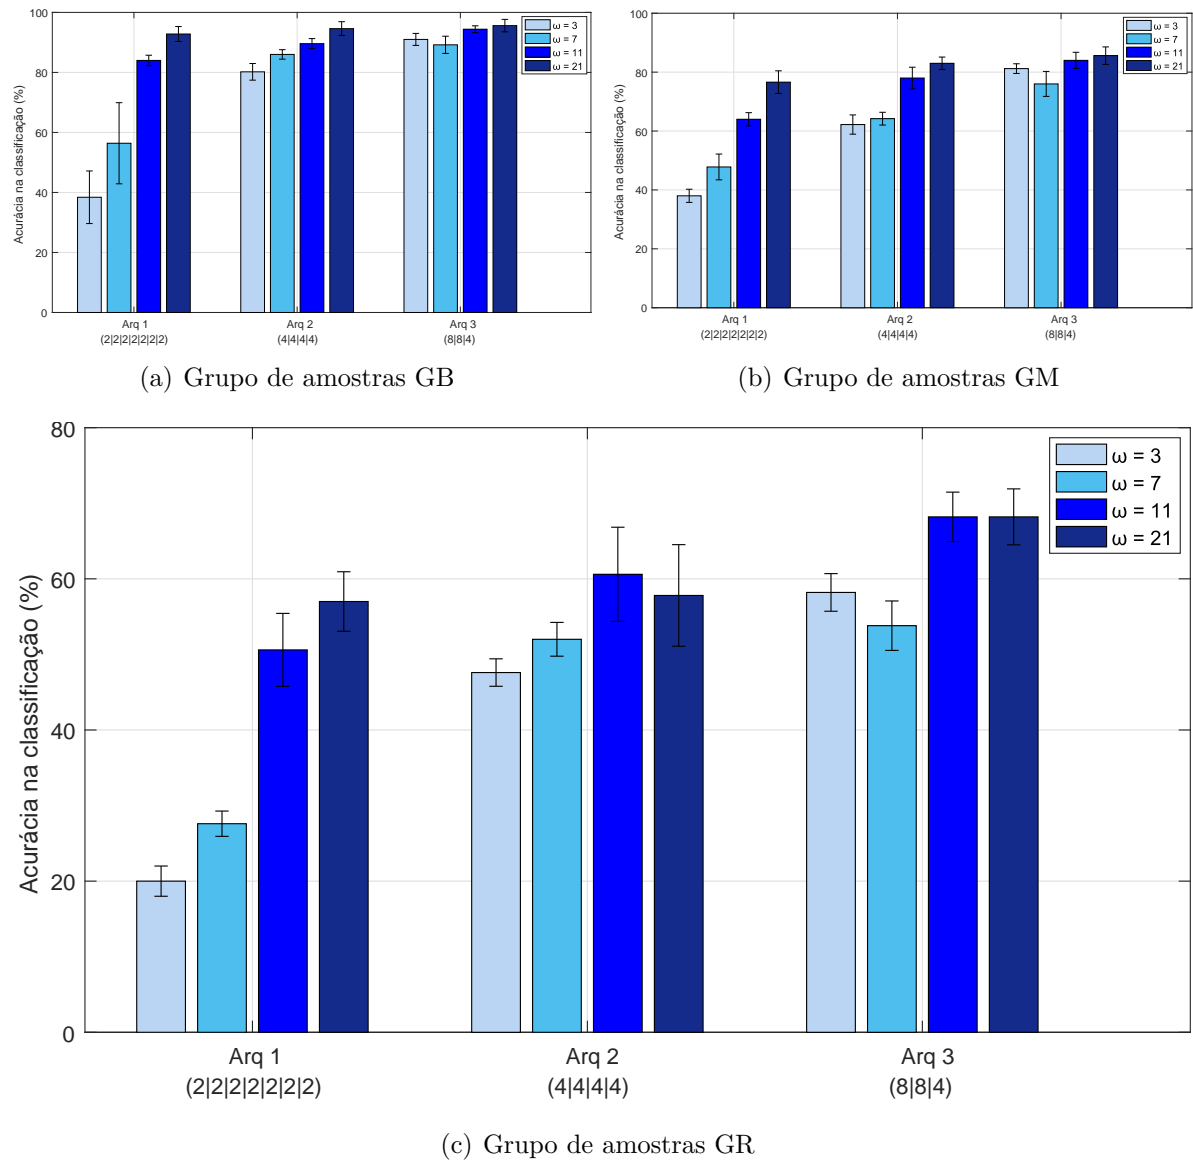 100
80
60
40
20
0
Acurácia na classificação (%)
ω = 3
ω = 7
ω = 11
ω = 21
Arq 1
(2|2|2|2|2|2|2)
Arq 2
(4|4|4|4)
Arq 3
(8|8|4)
(a) Grupo de amostras GB
100
80
60
40
20
0
Acurácia na classificação (%)
ω = 3
ω = 7
ω = 11
ω = 21
Arq 1
(2|2|2|2|2|2|2)
Arq 2
(4|4|4|4)
Arq 3
(8|8|4)
(b) Grupo de amostras GM
80
60
40
20
0
Acurácia na classificação (%)
ω = 3
ω = 7
ω = 11
ω = 21
Arq 1
(2|2|2|2|2|2|2)
Arq 2
(4|4|4|4)
Arq 3
(8|8|4)
(c) Grupo de amostras GR